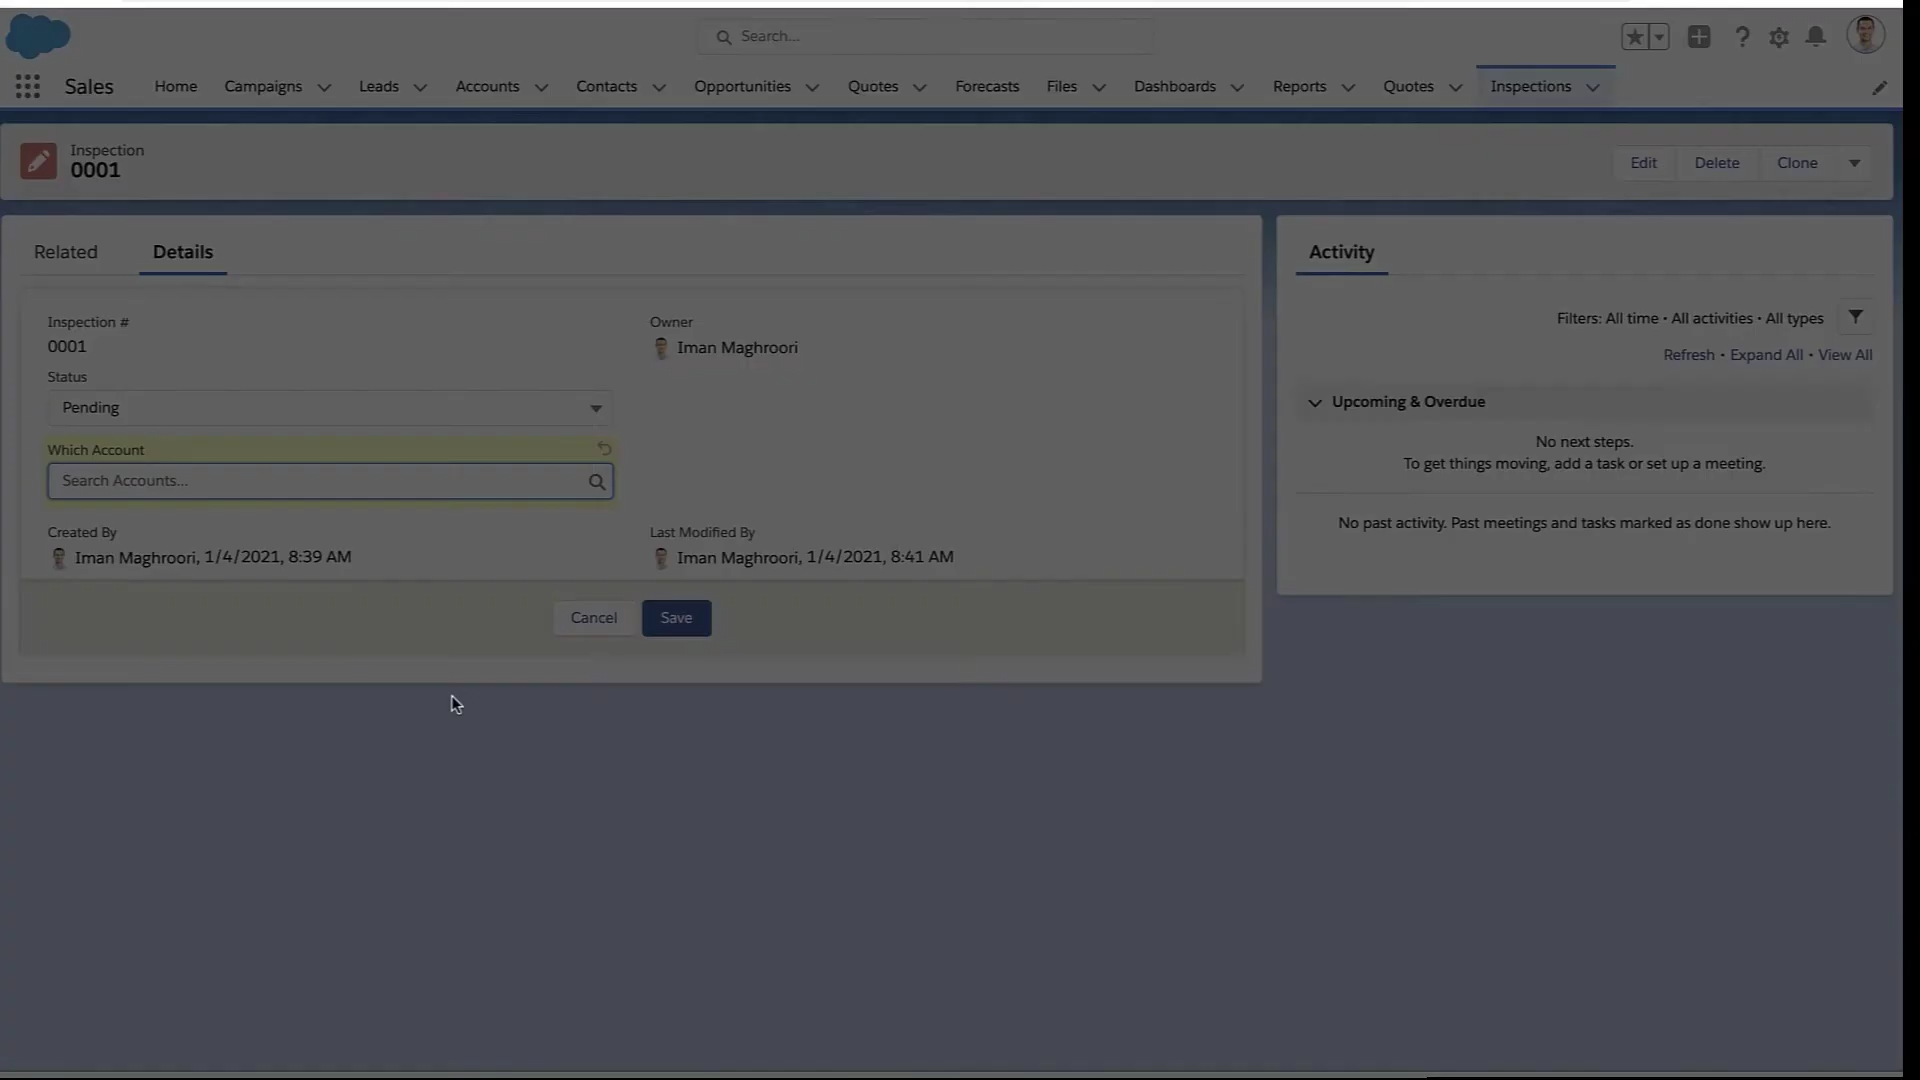 Search...
Sales
Home
Campaigns
Leads
Accounts
Contacts
Opportunities
Quotes
Forecasts
Files
Dashboards
Reports
Quotes
Inspections
Inspection
0001
Edit
Delete
Clone
Related
Details
Inspection #
0001
Owner
Iman Maghroori
Status
Pending
Which Account
Search Accounts...
Created By
Iman Maghroori, 1/4/2021, 8:39 AM
Last Modified By
Iman Maghroori, 1/4/2021, 8:41 AM
Cancel
Save
Activity
Filters: All time • All activities • All types
Refresh • Expand All • View All
Upcoming & Overdue
No next steps.
To get things moving, add a task or set up a meeting.
No past activity. Past meetings and tasks marked as done show up here.